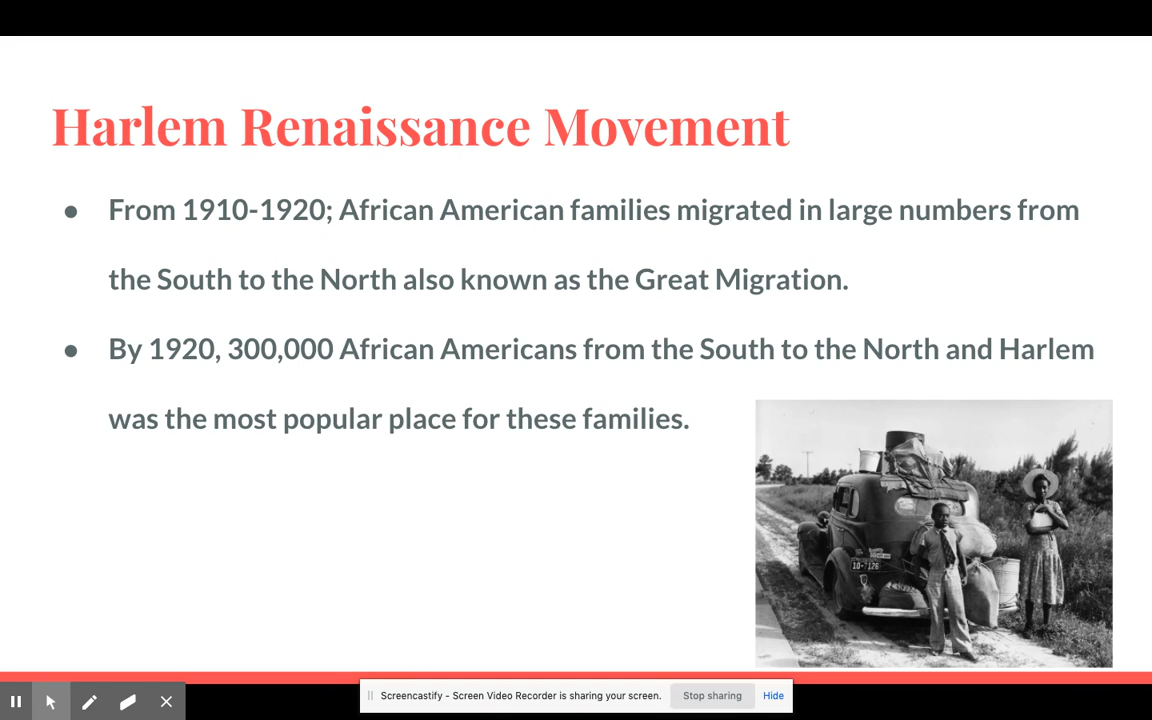 Harlem Renaissance Movement
● From 1910-1920; African American families migrated in large numbers from
the South to the North also known as the Great Migration.
● By 1920, 300,000 African Americans from the South to the North and Harlem
was the most popular place for these families.
10-7126
Screencastify - Screen Video Recorder is sharing your screen. Stop sharing Hide